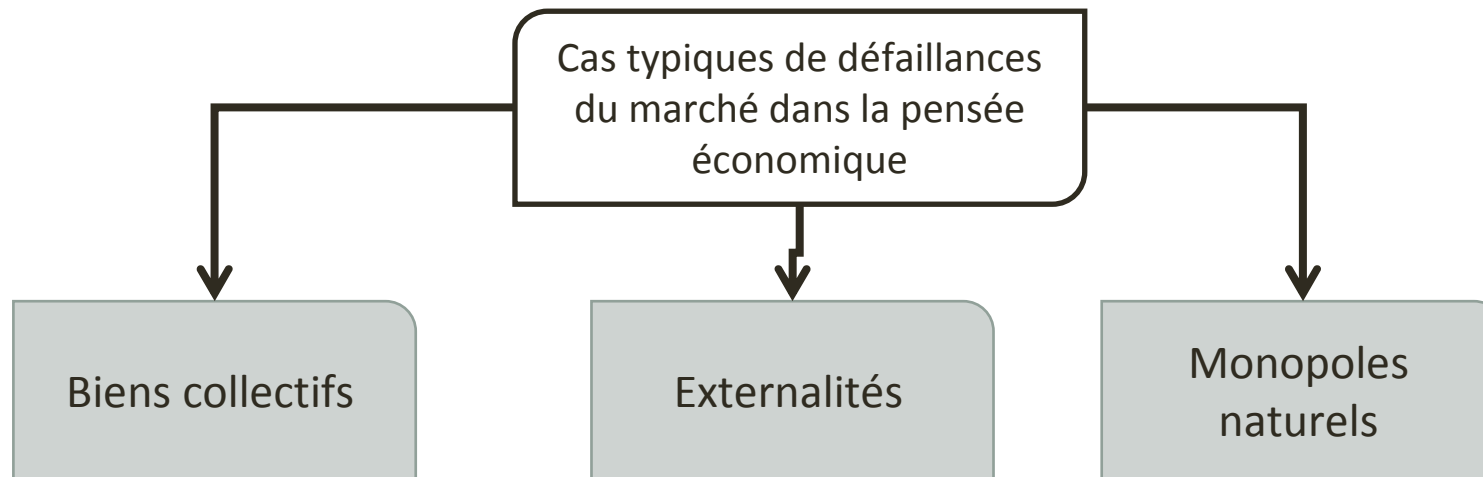 Cas typiques de défaillances
du marché dans la pensée
économique
Biens collectifs
Externalités
Monopoles
naturels